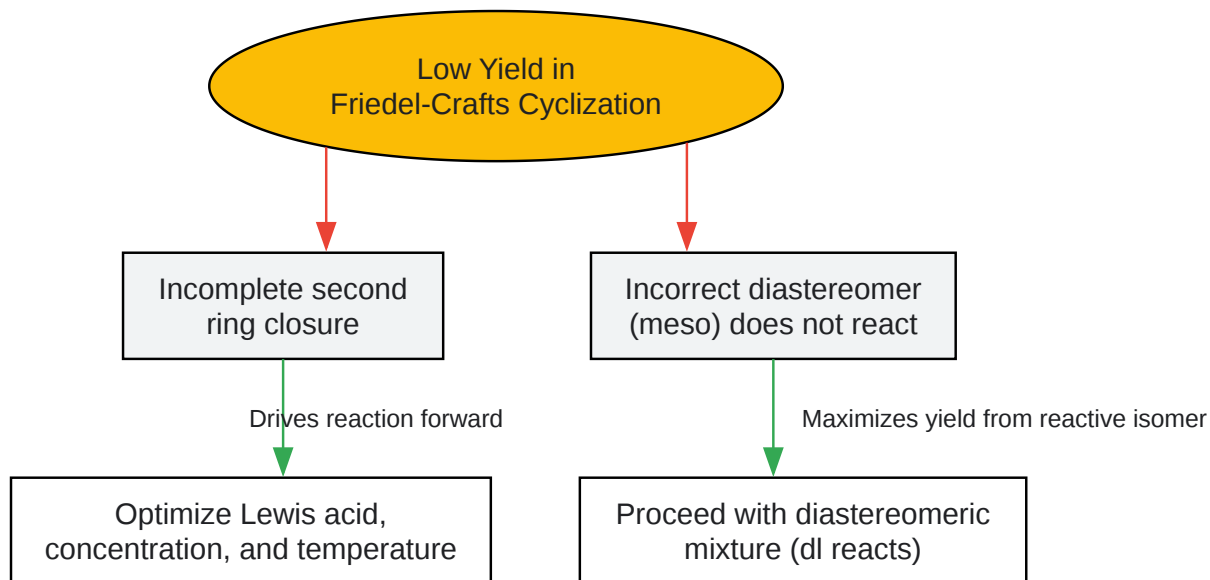 Low Yield in
Friedel-Crafts Cyclization
Incomplete second
ring closure
Incorrect diastereomer
(meso) does not react
Drives reaction forward
Maximizes yield from reactive isomer
Optimize Lewis acid,
concentration, and temperature
Proceed with diastereomeric
mixture (dl reacts)